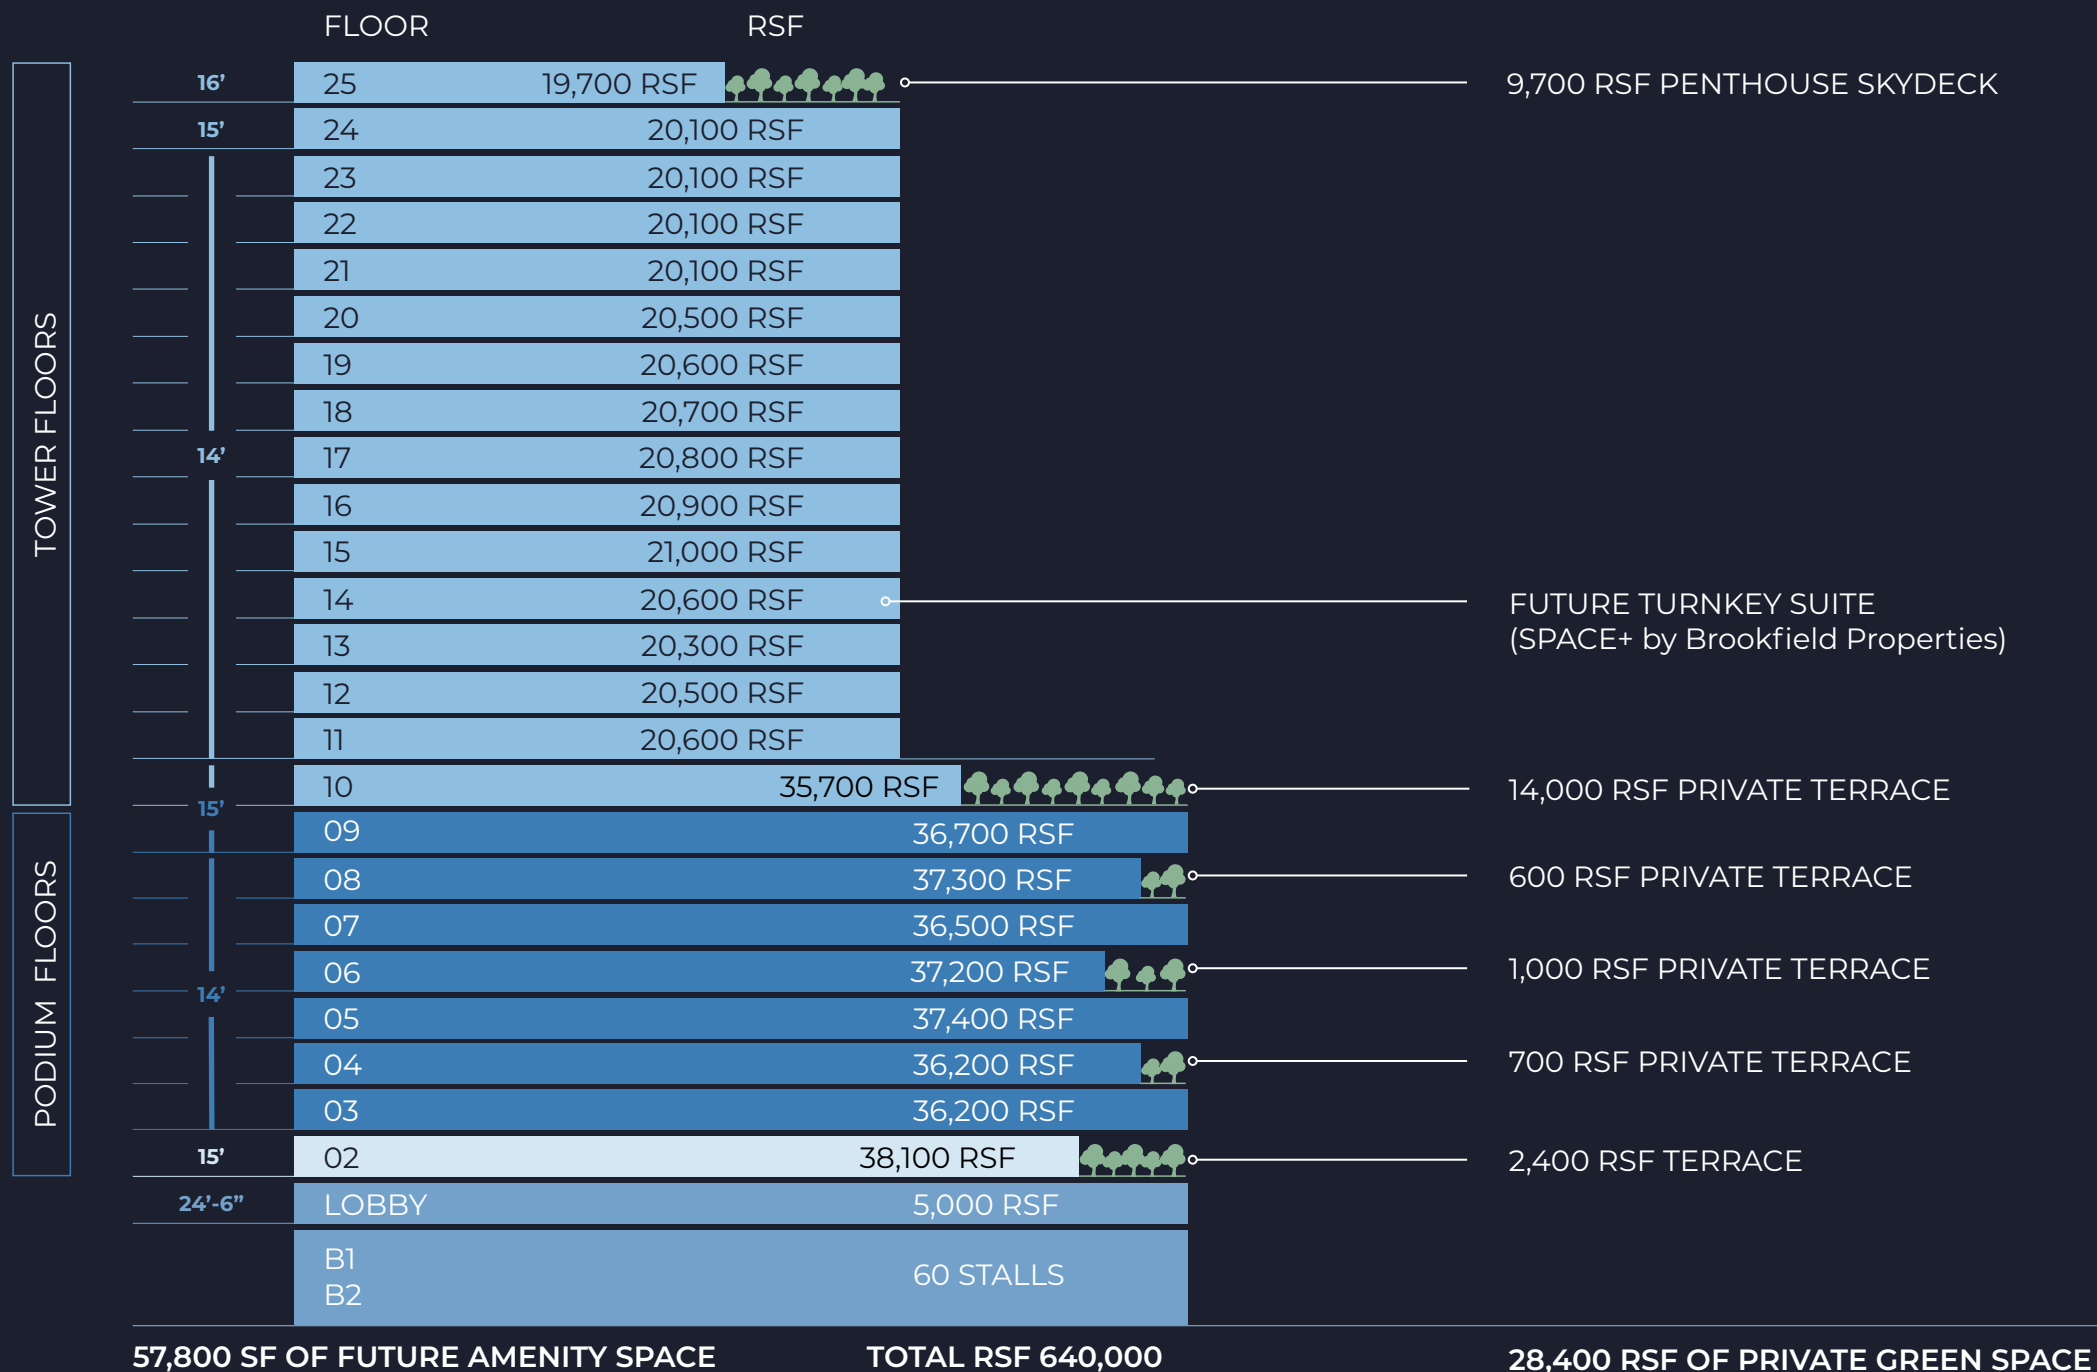 FLOOR RSF
16’ 25 19,700 RSF 9,700 RSF PENTHOUSE SKYDECK
15’ 24 20,100 RSF
23 20,100 RSF
22 20,100 RSF
21 20,100 RSF
20 20,500 RSF
19 20,600 RSF
18 20,700 RSF
14’ 17 20,800 RSF
16 20,900 RSF
15 21,000 RSF
14 20,600 RSF FUTURE TURNKEY SUITE
(SPACE+ by Brookfield Properties)
13 20,300 RSF
12 20,500 RSF
11 20,600 RSF
TOWER FLOORS
10 35,700 RSF 14,000 RSF PRIVATE TERRACE
15’
09 36,700 RSF
08 37,300 RSF 600 RSF PRIVATE TERRACE
07 36,500 RSF
06 37,200 RSF 1,000 RSF PRIVATE TERRACE
14’
05 37,400 RSF
04 36,200 RSF 700 RSF PRIVATE TERRACE
03 36,200 RSF
15’ 02 38,100 RSF 2,400 RSF TERRACE
PODIUM FLOORS
24’-6” LOBBY 5,000 RSF
B1
60 STALLS
B2
57,800 SF OF FUTURE AMENITY SPACE TOTAL RSF 640,000 28,400 RSF OF PRIVATE GREEN SPACE